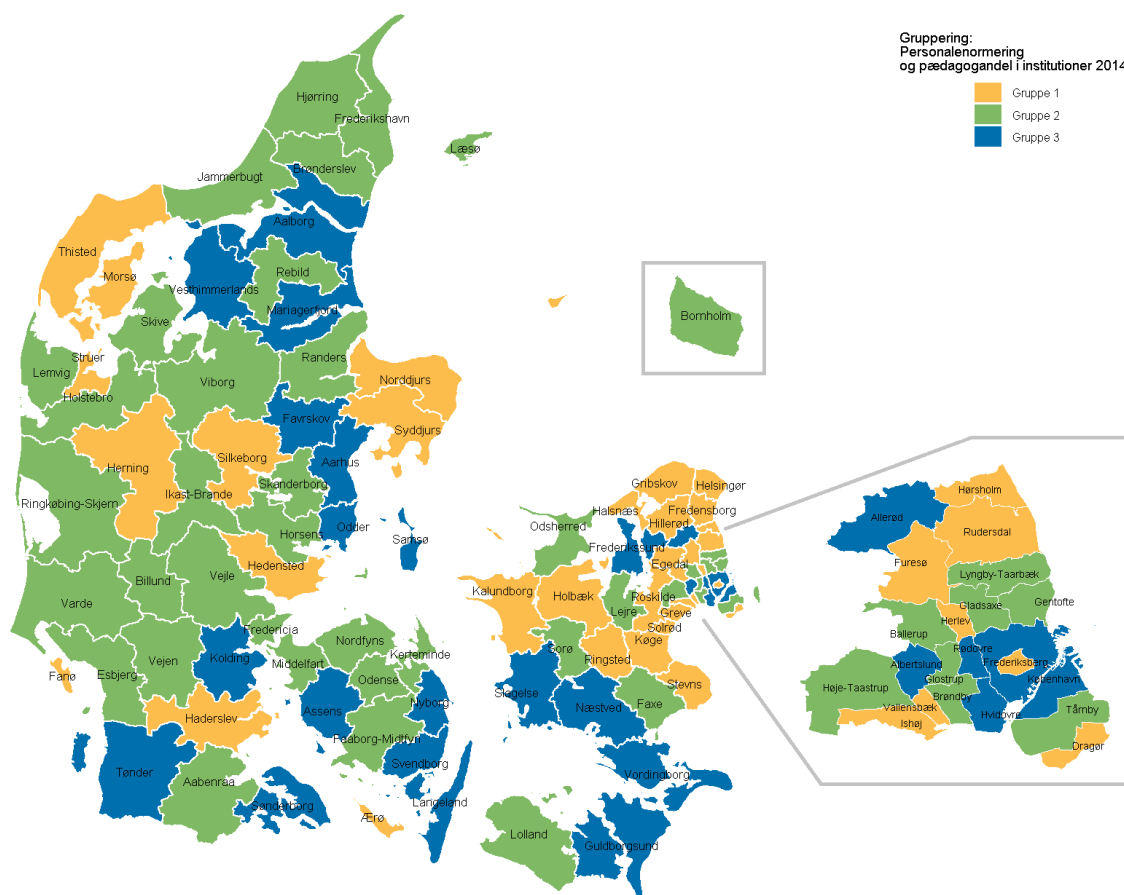 Gruppering:
Personalenormering
og pædagogandel i institutioner 2014
Gruppe 1
Gruppe 2
Gruppe 3
Hjørring
Frederikshavn
Læsø
Brønderslev
Jammerbugt
Aalborg
Thisted
Rebild
Morsø
Vesthimmerlands
Mariagerfjord
Bornholm
Skive
Struer
Randers
Lemvig
Viborg
Norddjurs
Holstebro
Favrskov
Syddjurs
Silkeborg
Aarhus
Herning
Skanderborg
Ikast-Brande
Ringkøbing-Skjern
Odder
Samsø
Horsens
Hedensted
Billund
Vejle
Varde
Fredericia
Nordfyns
Vejen
Kolding
Middelfart
Kerteminde
Esbjerg
Fanø
Odense
Assens
Nyborg
Haderslev
Faaborg-Midtfyn
Svendborg
Tønder
Aabenraa
Sønderborg
Langeland
Ærø
Gribskov
Helsingør
Halsnæs
Fredensborg
Hillerød
Odsherred
Frederikssund
Egedal
Kalundborg
Holbæk
Roskilde
Lejre
Greve
Solrød
Køge
Sorø
Ringsted
Stevns
Slagelse
Næstved
Faxe
Vordingborg
Lolland
Guldborgsund
Hørsholm
Allerød
Rudersdal
Furesø
Lyngby-Taarbæk
Gladsaxe
Gentofte
Herlev
Ballerup
Rødovre
Frederiksberg
Albertslund
København
Glostrup
Høje-Taastrup
Brøndby
Vallensbæk
Hvidovre
Ishøj
Tårnby
Dragør